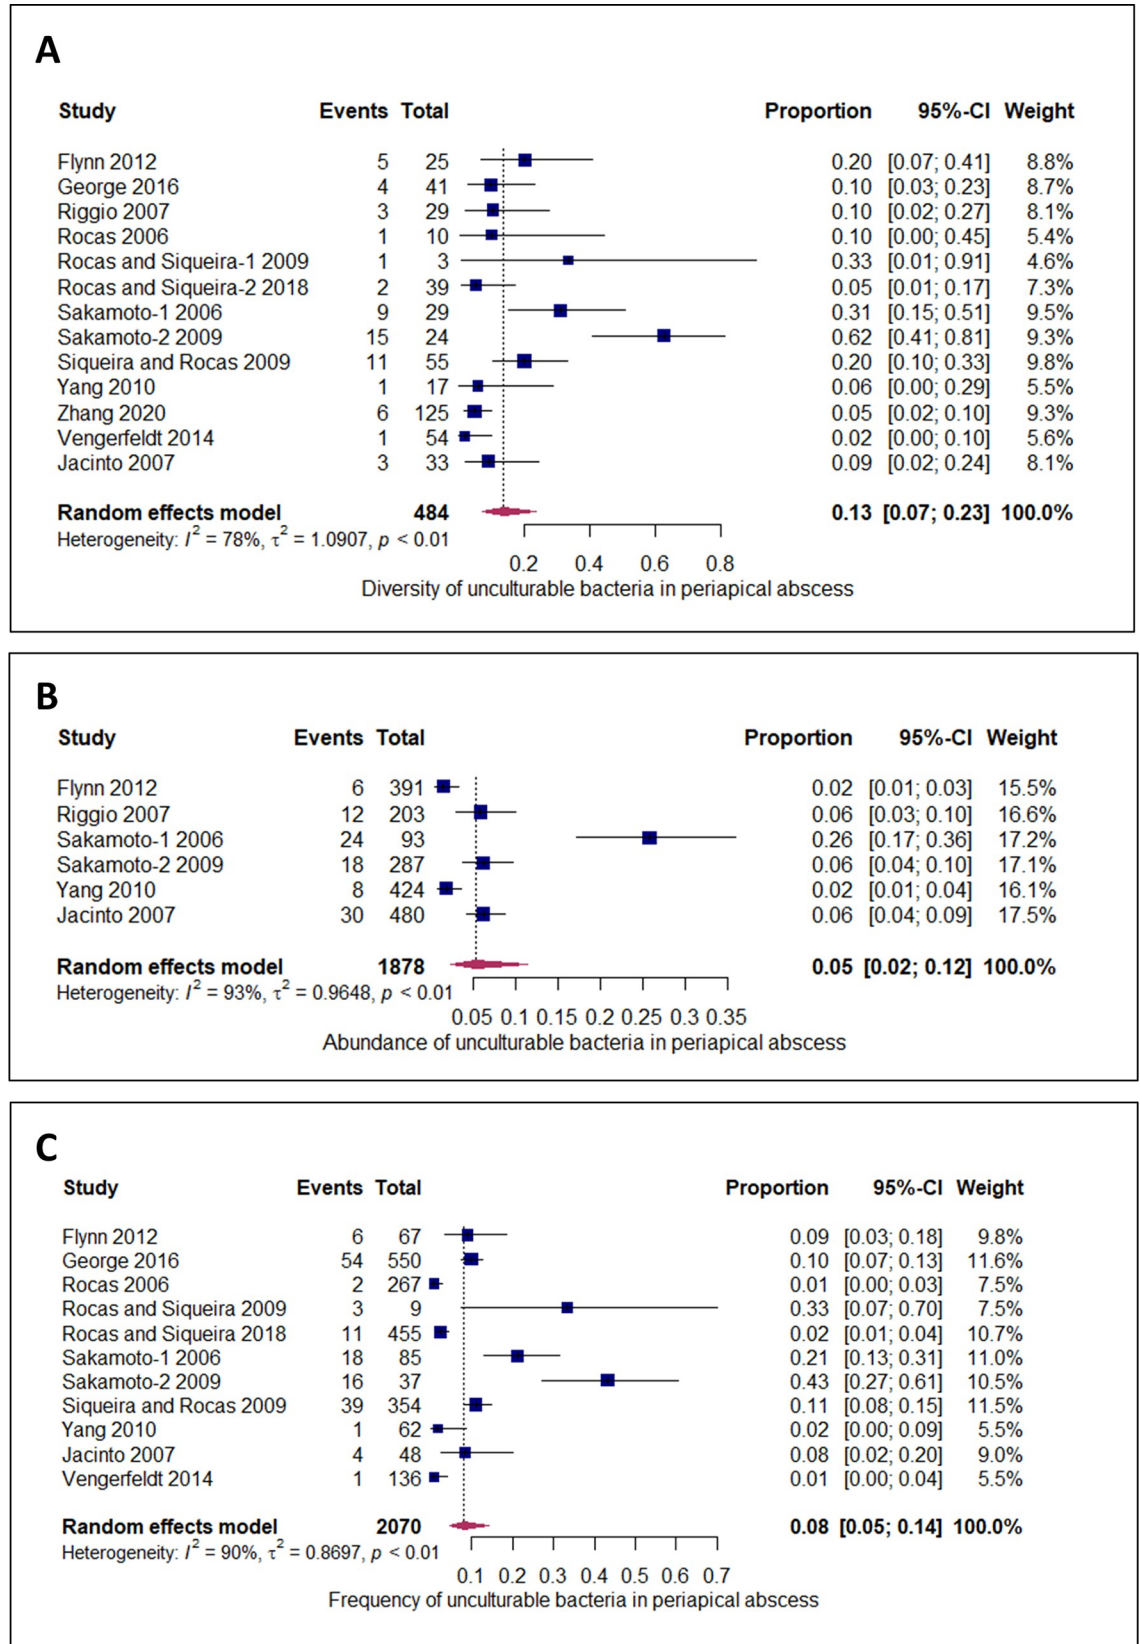 A
Study Events Total Proportion 95%-CI Weight
Flynn 2012 5 25 0.20 [0.07; 0.41] 8.8%
George 2016 4 41 0.10 [0.03; 0.23] 8.7%
Riggio 2007 3 29 0.10 [0.02; 0.27] 8.1%
Rocas 2006 1 10 0.10 [0.00; 0.45] 5.4%
Rocas and Siqueira-1 2009 1 3 0.33 [0.01; 0.91] 4.6%
Rocas and Siqueira-2 2018 2 39 0.05 [0.01; 0.17] 7.3%
Sakamoto-1 2006 9 29 0.31 [0.15; 0.51] 9.5%
Sakamoto-2 2009 15 24 0.62 [0.41; 0.81] 9.3%
Siqueira and Rocas 2009 11 55 0.20 [0.10; 0.33] 9.8%
Yang 2010 1 17 0.06 [0.00; 0.29] 5.5%
Zhang 2020 6 125 0.05 [0.02; 0.10] 9.3%
Vengerfeldt 2014 1 54 0.02 [0.00; 0.10] 5.6%
Jacinto 2007 3 33 0.09 [0.02; 0.24] 8.1%
Random effects model 484 0.13 [0.07; 0.23] 100.0%
Heterogeneity: I² = 78%, τ² = 1.0907, p < 0.01
0.2 0.4 0.6 0.8
Diversity of unculturable bacteria in periapical abscess
B
Study Events Total Proportion 95%-CI Weight
Flynn 2012 6 391 0.02 [0.01; 0.03] 15.5%
Riggio 2007 12 203 0.06 [0.03; 0.10] 16.6%
Sakamoto-1 2006 24 93 0.26 [0.17; 0.36] 17.2%
Sakamoto-2 2009 18 287 0.06 [0.04; 0.10] 17.1%
Yang 2010 8 424 0.02 [0.01; 0.04] 16.1%
Jacinto 2007 30 480 0.06 [0.04; 0.09] 17.5%
Random effects model 1878 0.05 [0.02; 0.12] 100.0%
Heterogeneity: I² = 93%, τ² = 0.9648, p < 0.01
0.05 0.1 0.15 0.2 0.25 0.3 0.35
Abundance of unculturable bacteria in periapical abscess
C
Study Events Total Proportion 95%-CI Weight
Flynn 2012 6 67 0.09 [0.03; 0.18] 9.8%
George 2016 54 550 0.10 [0.07; 0.13] 11.6%
Rocas 2006 2 267 0.01 [0.00; 0.03] 7.5%
Rocas and Siqueira 2009 3 9 0.33 [0.07; 0.70] 7.5%
Rocas and Siqueira 2018 11 455 0.02 [0.01; 0.04] 10.7%
Sakamoto-1 2006 18 85 0.21 [0.13; 0.31] 11.0%
Sakamoto-2 2009 16 37 0.43 [0.27; 0.61] 10.5%
Siqueira and Rocas 2009 39 354 0.11 [0.08; 0.15] 11.5%
Yang 2010 1 62 0.02 [0.00; 0.09] 5.5%
Jacinto 2007 4 48 0.08 [0.02; 0.20] 9.0%
Vengerfeldt 2014 1 136 0.01 [0.00; 0.04] 5.5%
Random effects model 2070 0.08 [0.05; 0.14] 100.0%
Heterogeneity: I² = 90%, τ² = 0.8697, p < 0.01
0.1 0.2 0.3 0.4 0.5 0.6 0.7
Frequency of unculturable bacteria in periapical abscess